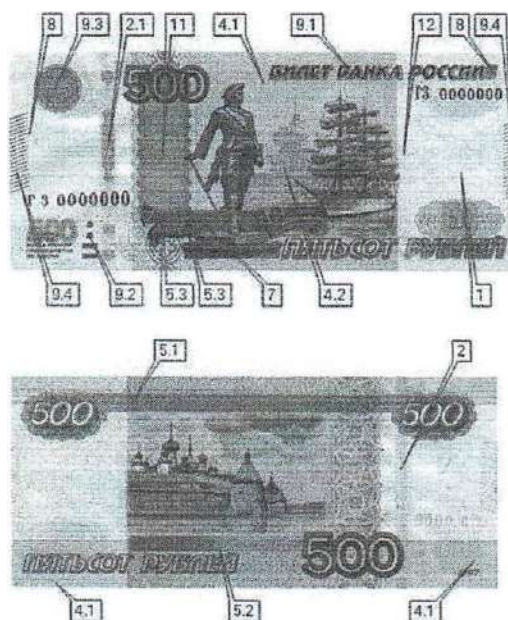 8 9.3 2.1 11 4.1 9.1 12 8 9.4
500 БИЛЕТ БАНКА РОССИИ
ГЗ 0000000
ГЗ 0000000
ПЯТЬСОТ РУБЛЕЙ
9.4 9.2 5.3 5.3 7 4.2 1
5.1 2
500 500
ПЯТЬСОТ РУБЛЕЙ 500
4.1 5.2 4.1